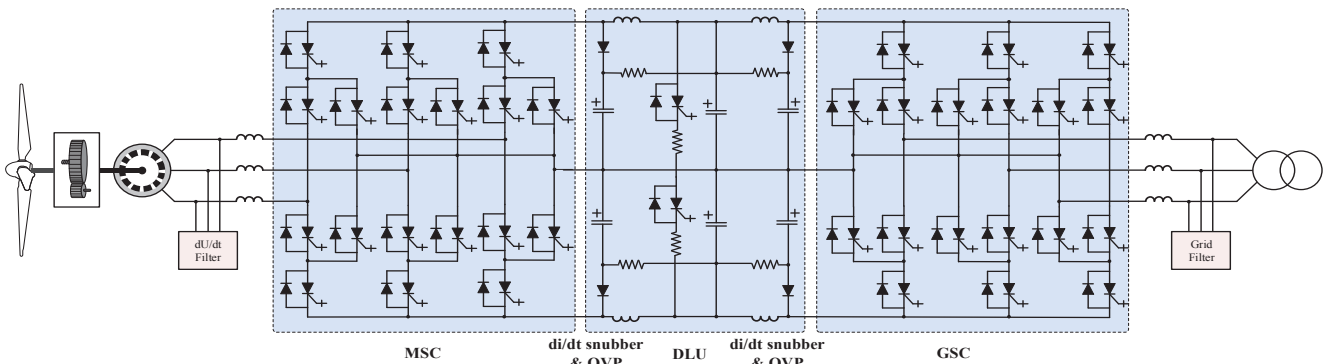 dU/dt
Filter
Grid
Filter
MSC
di/dt snubber
& OVP
DLU
di/dt snubber
& OVP
GSC